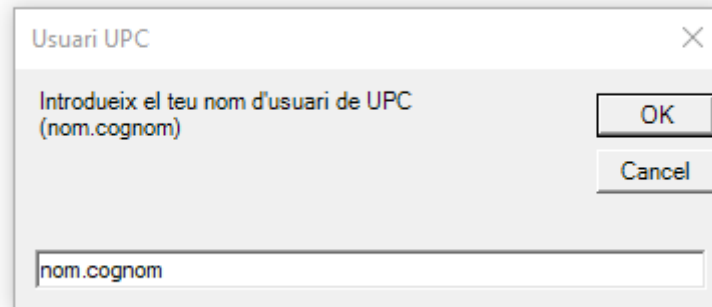 Usuari UPC
Introdueix el teu nom d'usuari de UPC
(nom.cognom)
OK
Cancel
nom.cognom